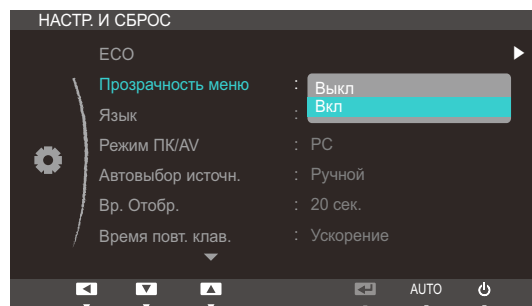 НАСТР. И СБРОС
ECO
Прозрачность меню : Выкл
Вкл
Язык :
Режим ПК/AV : PC
Автовыбор источн. : Ручной
Вр. Отобр. : 20 сек.
Время повт. клав. : Ускорение
AUTO